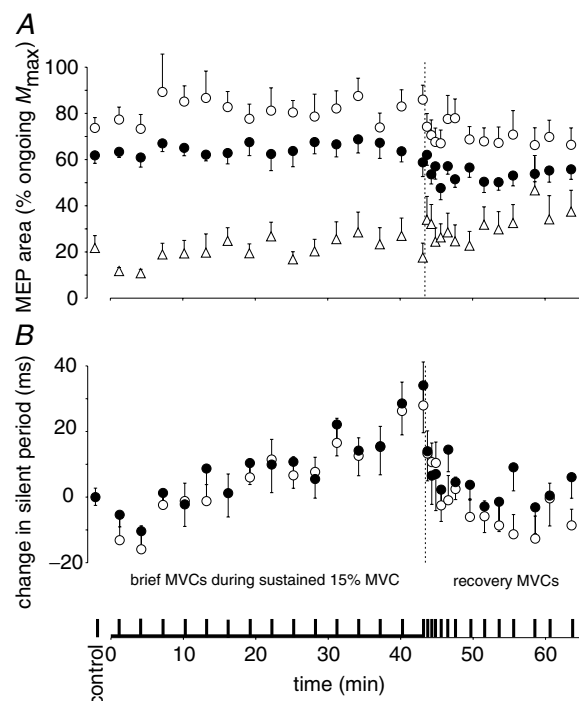 A
MEP area (% ongoing Mmax)
100
80
60
40
20
0
B
change in silent period (ms)
40
20
0
–20
brief MVCs during sustained 15% MVC
recovery MVCs
control
0 10 20 30 40 50 60
time (min)